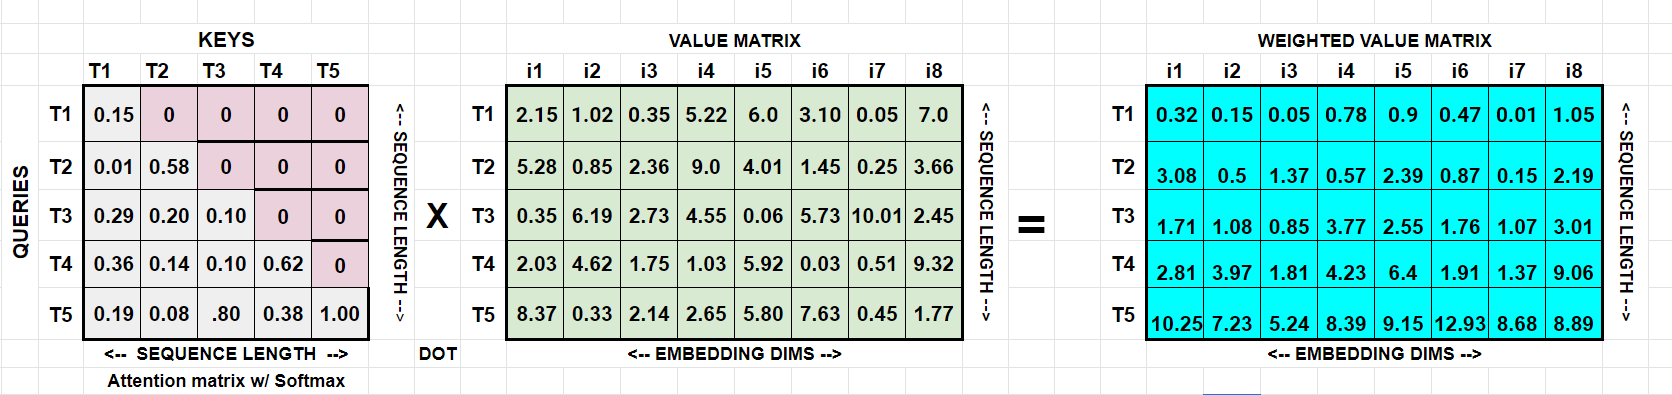 KEYS VALUE MATRIX WEIGHTED VALUE MATRIX
T1 T2 T3 T4 T5 i1 i2 i3 i4 i5 i6 i7 i8 i1 i2 i3 i4 i5 i6 i7 i8
T1 0.15 0 0 0 0 T1 2.15 1.02 0.35 5.22 6.0 3.10 0.05 7.0 T1 0.32 0.15 0.05 0.78 0.9 0.47 0.01 1.05
T2 0.01 0.58 0 0 0 T2 5.28 0.85 2.36 9.0 4.01 1.45 0.25 3.66 T2 3.08 0.5 1.37 0.57 2.39 0.87 0.15 2.19
T3 0.29 0.20 0.10 0 0 X T3 0.35 6.19 2.73 4.55 0.06 5.73 10.01 2.45 = T3 1.71 1.08 0.85 3.77 2.55 1.76 1.07 3.01
T4 0.36 0.14 0.10 0.62 0 T4 2.03 4.62 1.75 1.03 5.92 0.03 0.51 9.32 T4 2.81 3.97 1.81 4.23 6.4 1.91 1.37 9.06
T5 0.19 0.08 .80 0.38 1.00 T5 8.37 0.33 2.14 2.65 5.80 7.63 0.45 1.77 T5 10.25 7.23 5.24 8.39 9.15 12.93 8.68 8.89
QUERIES
<-- SEQUENCE LENGTH -->
<-- SEQUENCE LENGTH -->
<-- SEQUENCE LENGTH -->
<-- SEQUENCE LENGTH --> DOT <-- EMBEDDING DIMS --> <-- EMBEDDING DIMS -->
Attention matrix w/ Softmax